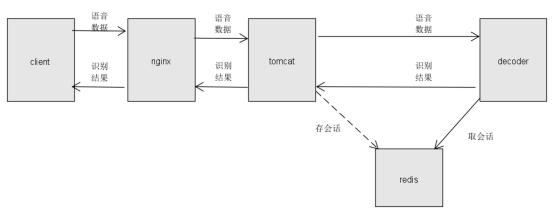 语音
数据
语音
数据
语音
数据
client
nginx
tomcat
decoder
识别
结果
识别
结果
识别
结果
存会话
取会话
redis